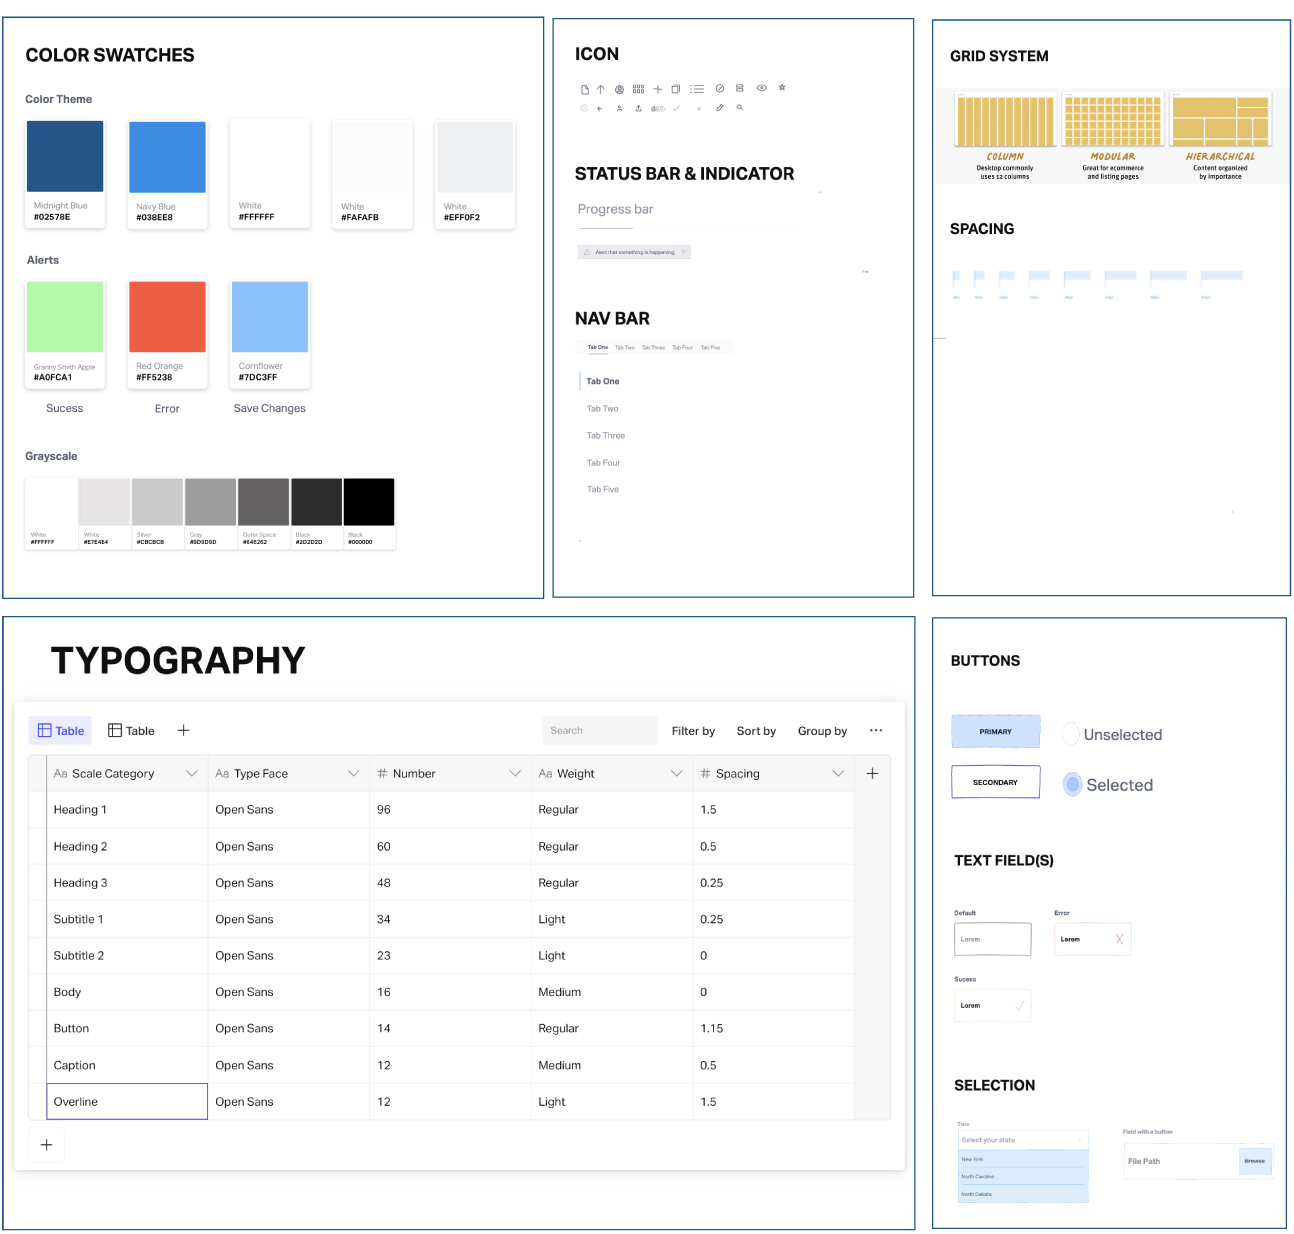 COLOR SWATCHES
Color Theme
Midnight Blue
#02578E
Navy Blue
#038EE8
White
#FFFFFF
White
#FAFAFB
White
#EFF0F2
Alerts
Granny Smith Apple
#A0FCA1
Red Orange
#FF5238
Cornflower
#7DC3FF
Sucess
Error
Save Changes
Grayscale
White
#FFFFFF
White
#E7E4E4
Silver
#CBCBCB
Gray
#9D9D9D
Outer Space
#646262
Black
#2D2D2D
Black
#000000
ICON
STATUS BAR & INDICATOR
Progress bar
Alert that something is happening.
NAV BAR
Tab One Tab Two Tab Three Tab Four Tab Five
Tab One
Tab Two
Tab Three
Tab Four
Tab Five
GRID SYSTEM
COLUMN
Desktop commonly
uses 12 columns
MODULAR
Great for ecommerce
and listing pages
HIERARCHICAL
Content organized
by importance
SPACING
TYPOGRAPHY
Table Table + Search Filter by Sort by Group by ...
Aa Scale Category Aa Type Face # Number Aa Weight # Spacing +
Heading 1 Open Sans 96 Regular 1.5
Heading 2 Open Sans 60 Regular 0.5
Heading 3 Open Sans 48 Regular 0.25
Subtitle 1 Open Sans 34 Light 0.25
Subtitle 2 Open Sans 23 Light 0
Body Open Sans 16 Medium 0
Button Open Sans 14 Regular 1.15
Caption Open Sans 12 Medium 0.5
Overline Open Sans 12 Light 1.5
+
BUTTONS
PRIMARY
Unselected
SECONDARY
Selected
TEXT FIELD(S)
Default
Lorem
Error
Lorem X
Sucess
Lorem
SELECTION
State
Select your state
New York
North Carolina
North Dakota
Field with a button
File Path
Browse